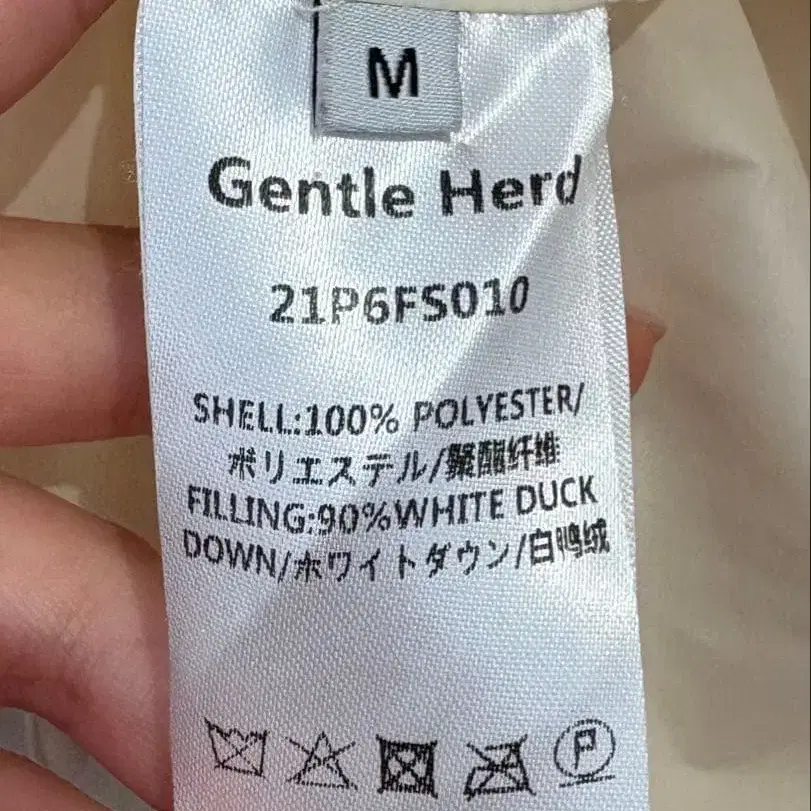 M
Gentle Herd
21P6FS010
SHELL:100% POLYESTER/
ポリエステル/聚酯纤维
FILLING:90%WHITE DUCK
DOWN/ホワイトダウン/白鸭绒
P